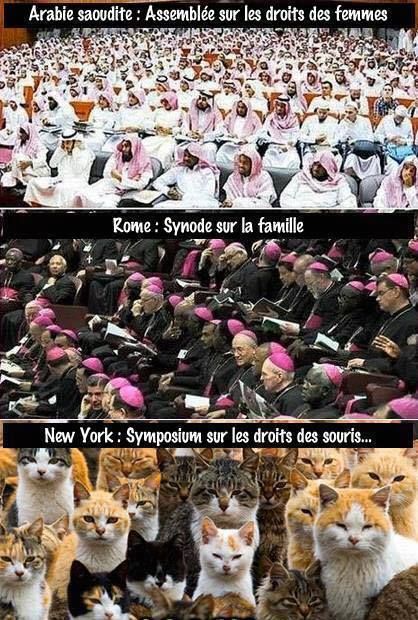 Arabie saoudite : Assemblée sur les droits des femmes
Rome : Synode sur la famille
New York : Symposium sur les droits des souris...